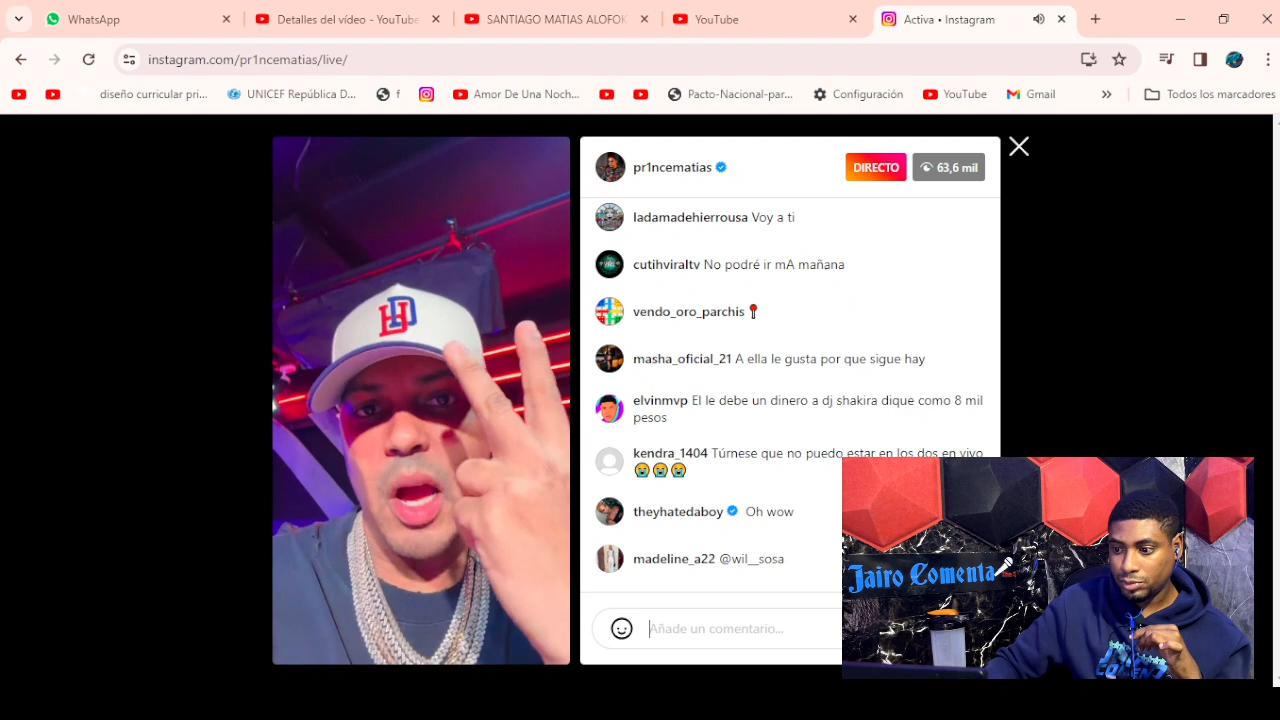 WhatsApp
Detalles del vídeo - YouTube
SANTIAGO MATIAS ALOFOK
YouTube
Activa • Instagram
instagram.com/pr1ncematias/live/
diseño curricular pri...
UNICEF República D...
f
Amor De Una Noch...
Pacto-Nacional-par...
Configuración
YouTube
Gmail
»
Todos los marcadores
pr1ncematias
DIRECTO
63,6 mil
ladamadehierrousa Voy a ti
cutihviraltv No podré ir mA mañana
vendo_oro_parchis
masha_oficial_21 A ella le gusta por que sigue hay
elvinmvp El le debe un dinero a dj shakira dique como 8 mil
pesos
kendra_1404 Túrnese que no puedo estar en los dos en vivo
😭😭😭
theyhatedaboy Oh wow
madeline_a22 @wil__sosa
Añade un comentario...
Jairo Comenta